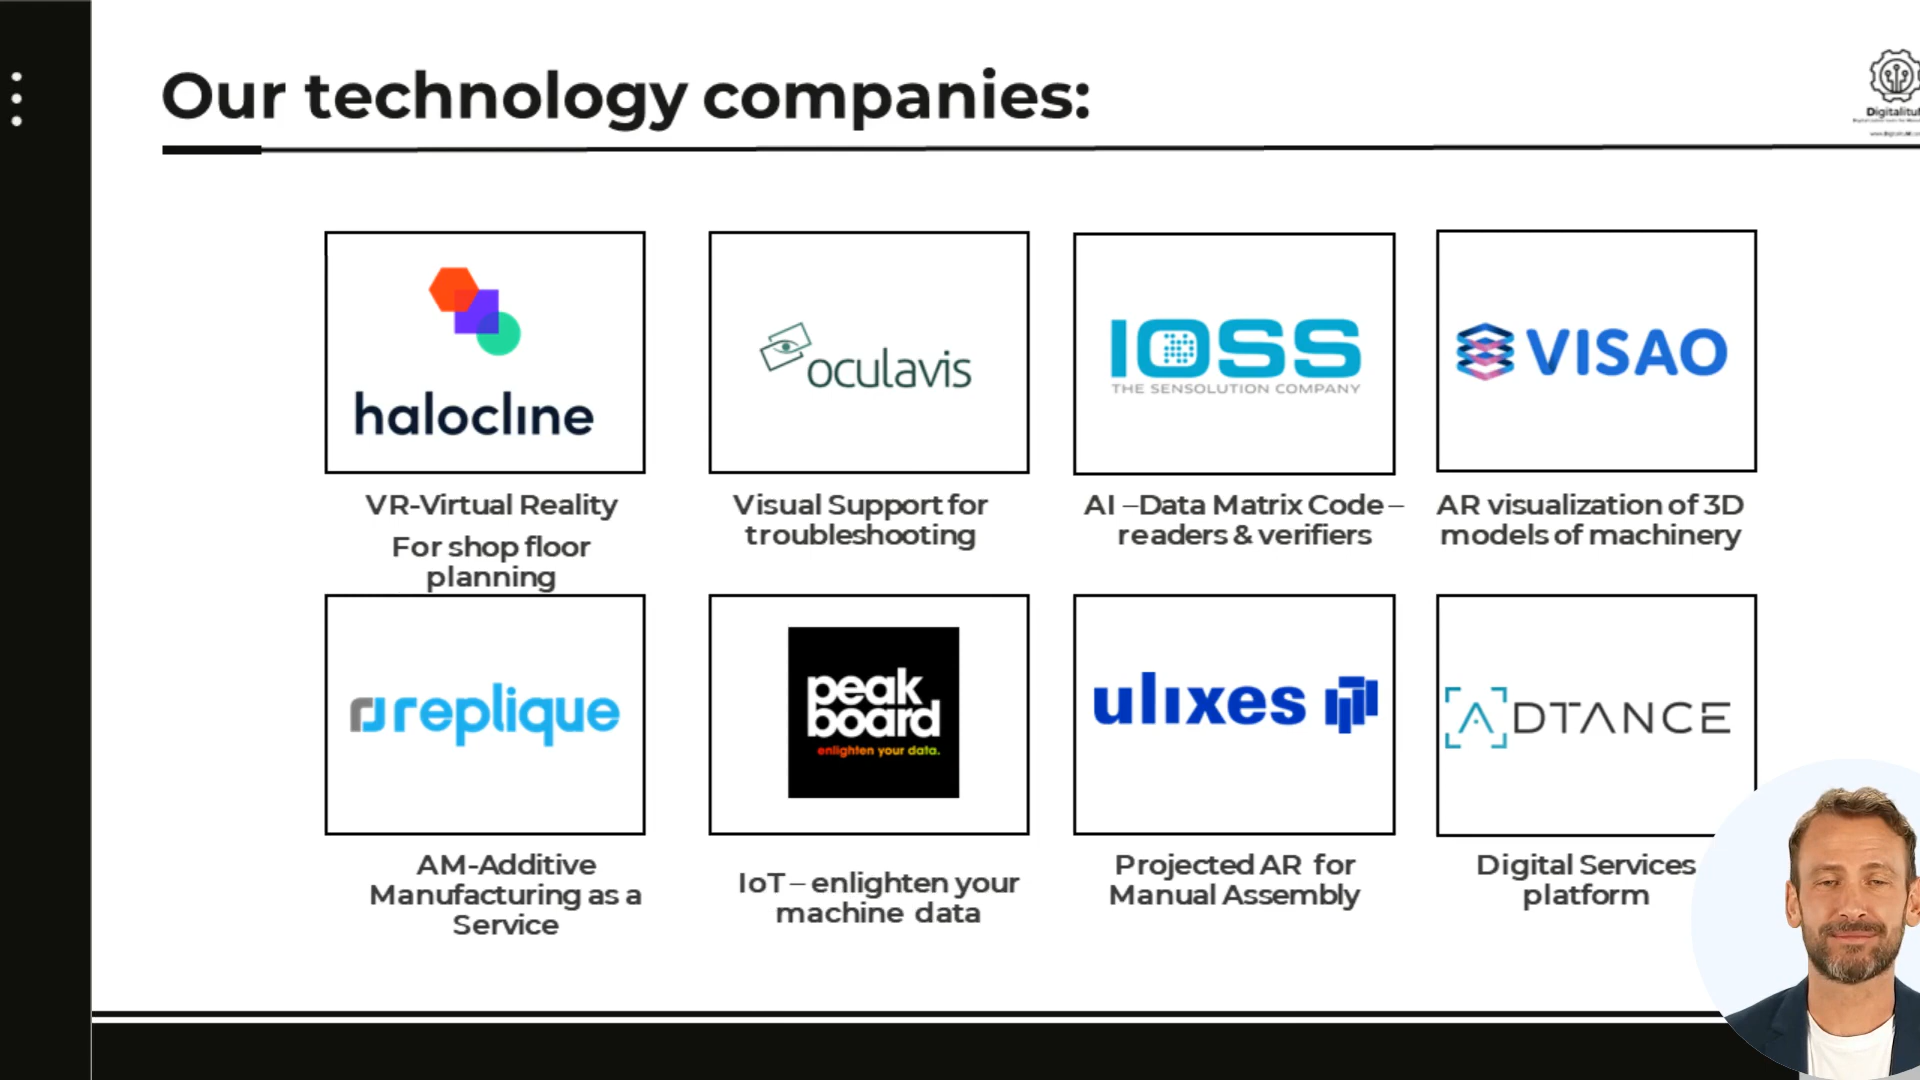 Our technology companies:
halocline
oculavis
IOSS
THE SENSOLUTION COMPANY
VISAO
VR-Virtual Reality
For shop floor
planning
Visual Support for
troubleshooting
AI –Data Matrix Code –
readers & verifiers
AR visualization of 3D
models of machinery
replique
peak
board
enlighten your data.
ulixes
ADTANCE
AM-Additive
Manufacturing as a
Service
IoT – enlighten your
machine data
Projected AR for
Manual Assembly
Digital Services
platform